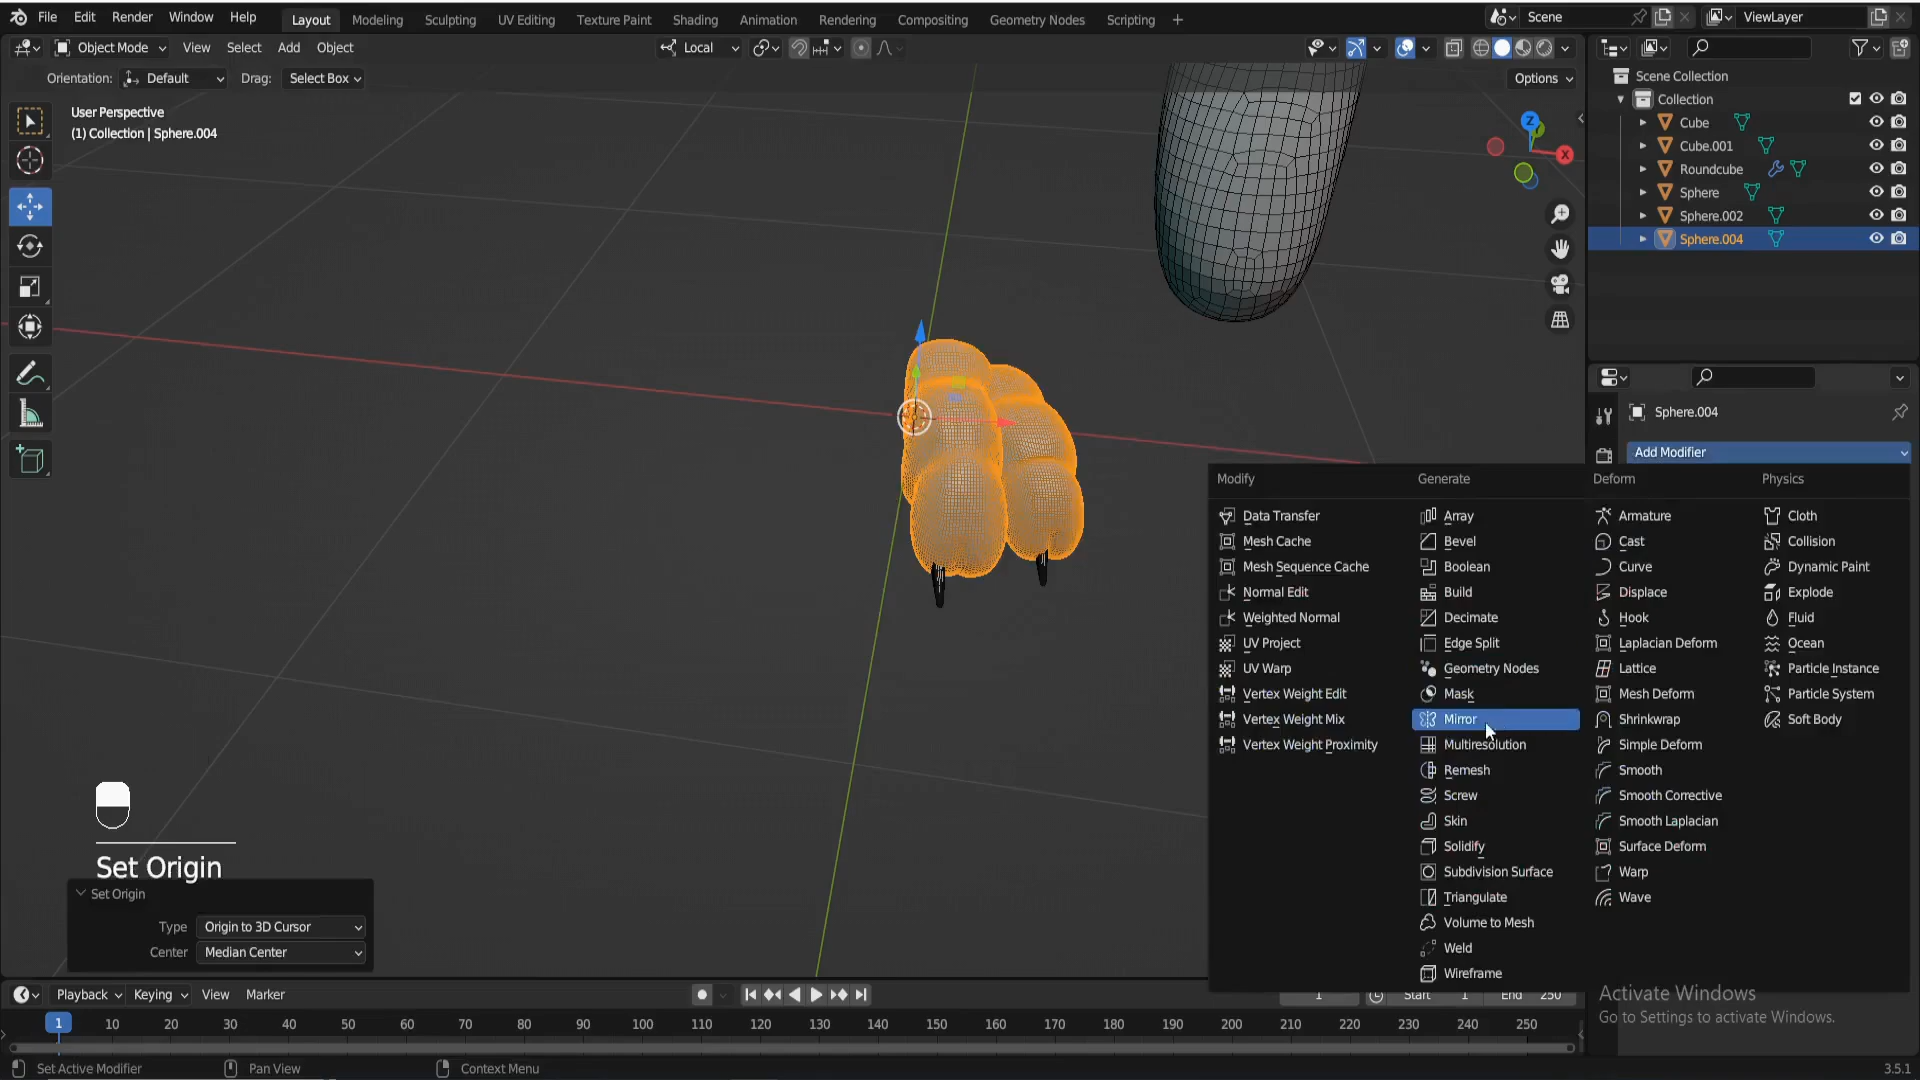 File Edit Render Window Help Layout Modeling Sculpting UV Editing Texture Paint Shading Animation Rendering Compositing Geometry Nodes Scripting + Scene ViewLayer
Object Mode View Select Add Object Local
Orientation: Default Drag: Select Box Options
User Perspective
(1) Collection | Sphere.004
Z
X
Scene Collection
Collection
Cube
Cube.001
Roundcube
Sphere
Sphere.002
Sphere.004
Sphere.004
Add Modifier
Modify Generate Deform Physics
Data Transfer Array Armature Cloth
Mesh Cache Bevel Cast Collision
Mesh Sequence Cache Boolean Curve Dynamic Paint
Normal Edit Build Displace Explode
Weighted Normal Decimate Hook Fluid
UV Project Edge Split Laplacian Deform Ocean
UV Warp Geometry Nodes Lattice Particle Instance
Vertex Weight Edit Mask Mesh Deform Particle System
Vertex Weight Mix Mirror Shrinkwrap Soft Body
Vertex Weight Proximity Multiresolution Simple Deform
Remesh Smooth
Screw Smooth Corrective
Skin Smooth Laplacian
Solidify Surface Deform
Subdivision Surface Warp
Triangulate Wave
Volume to Mesh
Weld
Wireframe
Set Origin
Set Origin
Type Origin to 3D Cursor
Center Median Center
Activate Windows
Go to Settings to activate Windows.
Playback Keying View Marker 1 Start 1 End 250
1 10 20 30 40 50 60 70 80 90 100 110 120 130 140 150 160 170 180 190 200 210 220 230 240 250
Set Active Modifier Pan View Context Menu 3.5.1